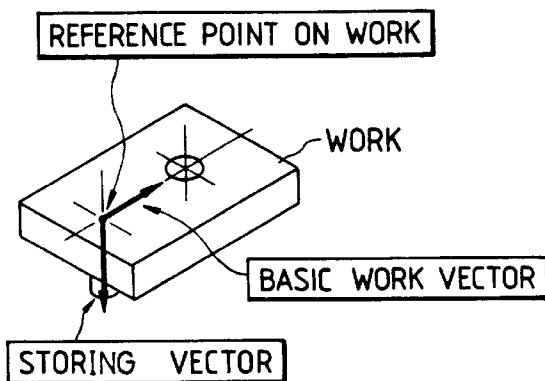 REFERENCE POINT ON WORK
WORK
BASIC WORK VECTOR
STORING VECTOR